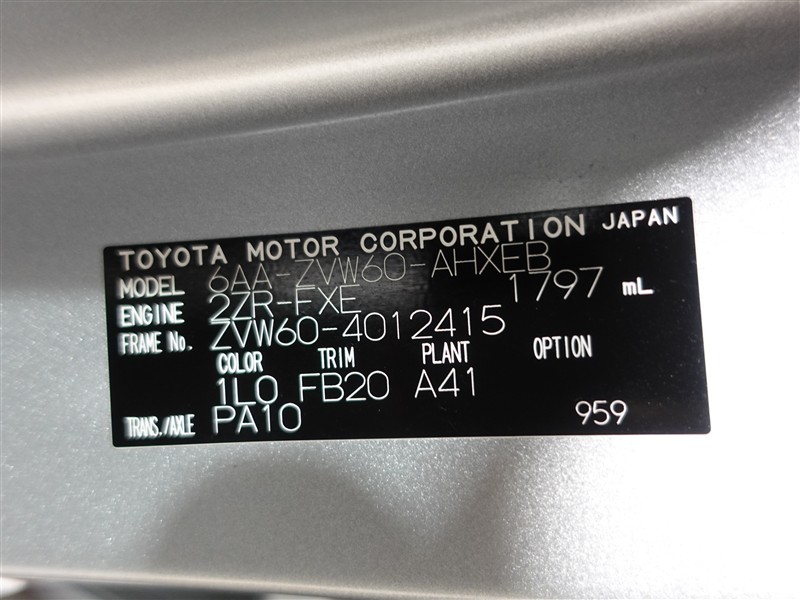 TOYOTA MOTOR CORPORATION JAPAN
MODEL 6AA-ZVW60-AHXEB
ENGINE 2ZR-FXE 1797 mL
FRAME No. ZVW60-4012415
COLOR TRIM PLANT OPTION
1L0 FB20 A41
TRANS./AXLE PA10 959